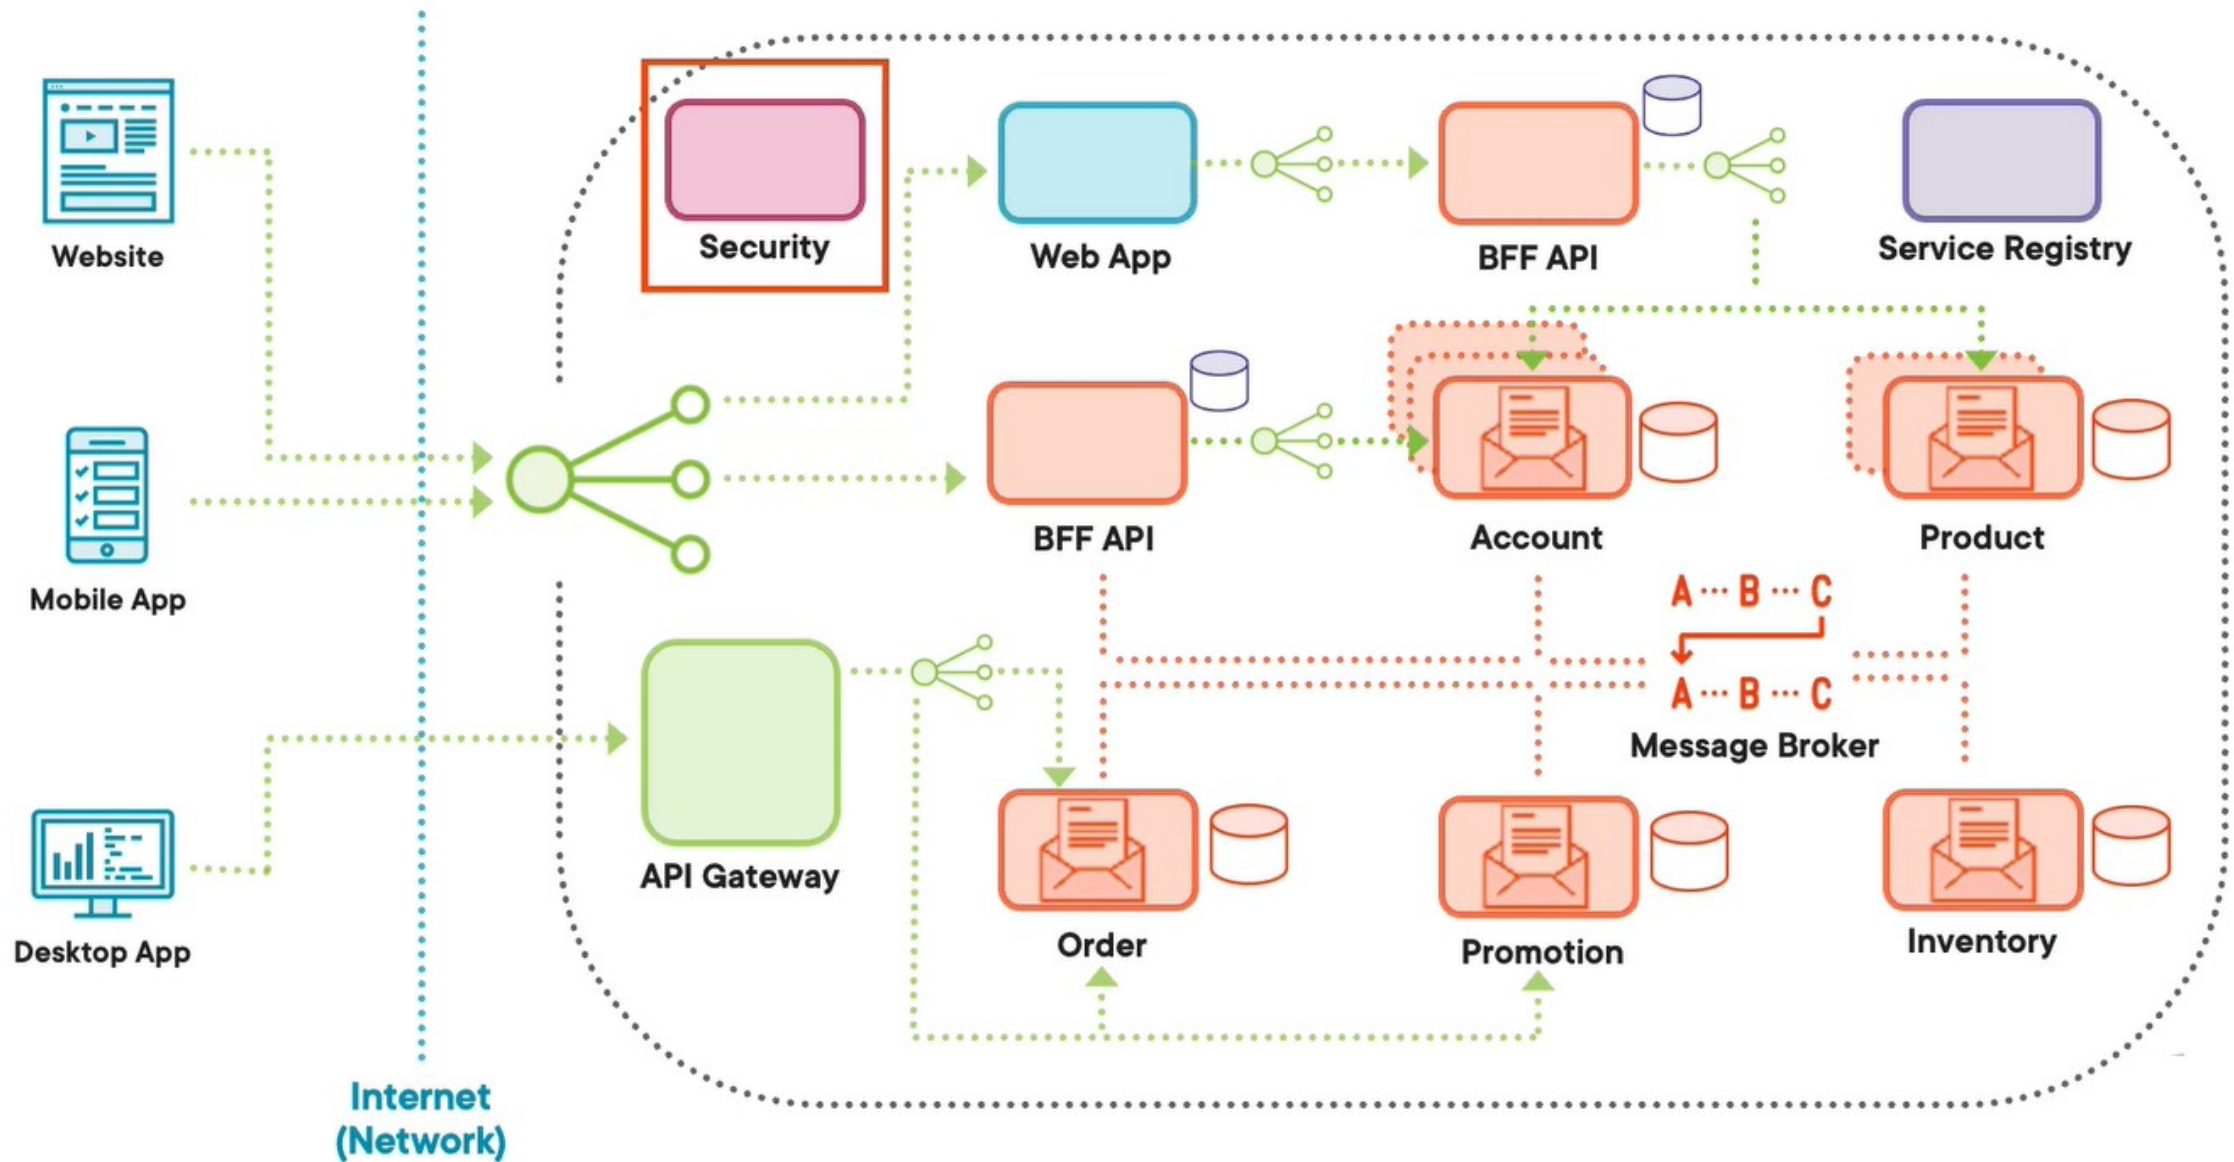 Website
Security
Web App
BFF API
Service Registry
Mobile App
BFF API
Account
Product
A ··· B ··· C
A ··· B ··· C
Message Broker
API Gateway
Desktop App
Order
Promotion
Inventory
Internet
(Network)